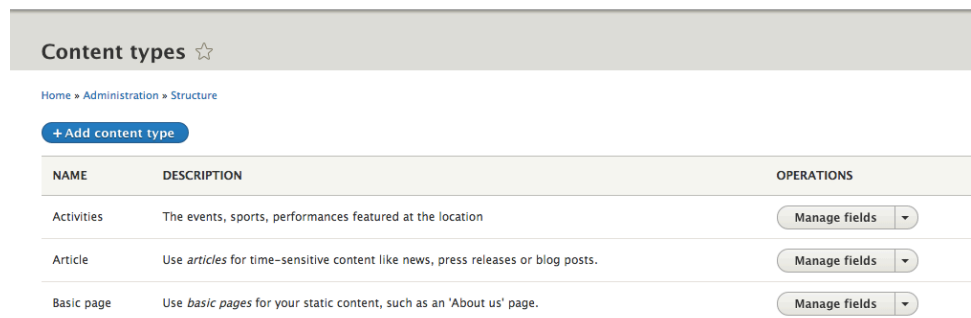 Content types
Home » Administration » Structure
+ Add content type
NAME DESCRIPTION OPERATIONS
Activities The events, sports, performances featured at the location Manage fields
Article Use articles for time-sensitive content like news, press releases or blog posts. Manage fields
Basic page Use basic pages for your static content, such as an 'About us' page. Manage fields